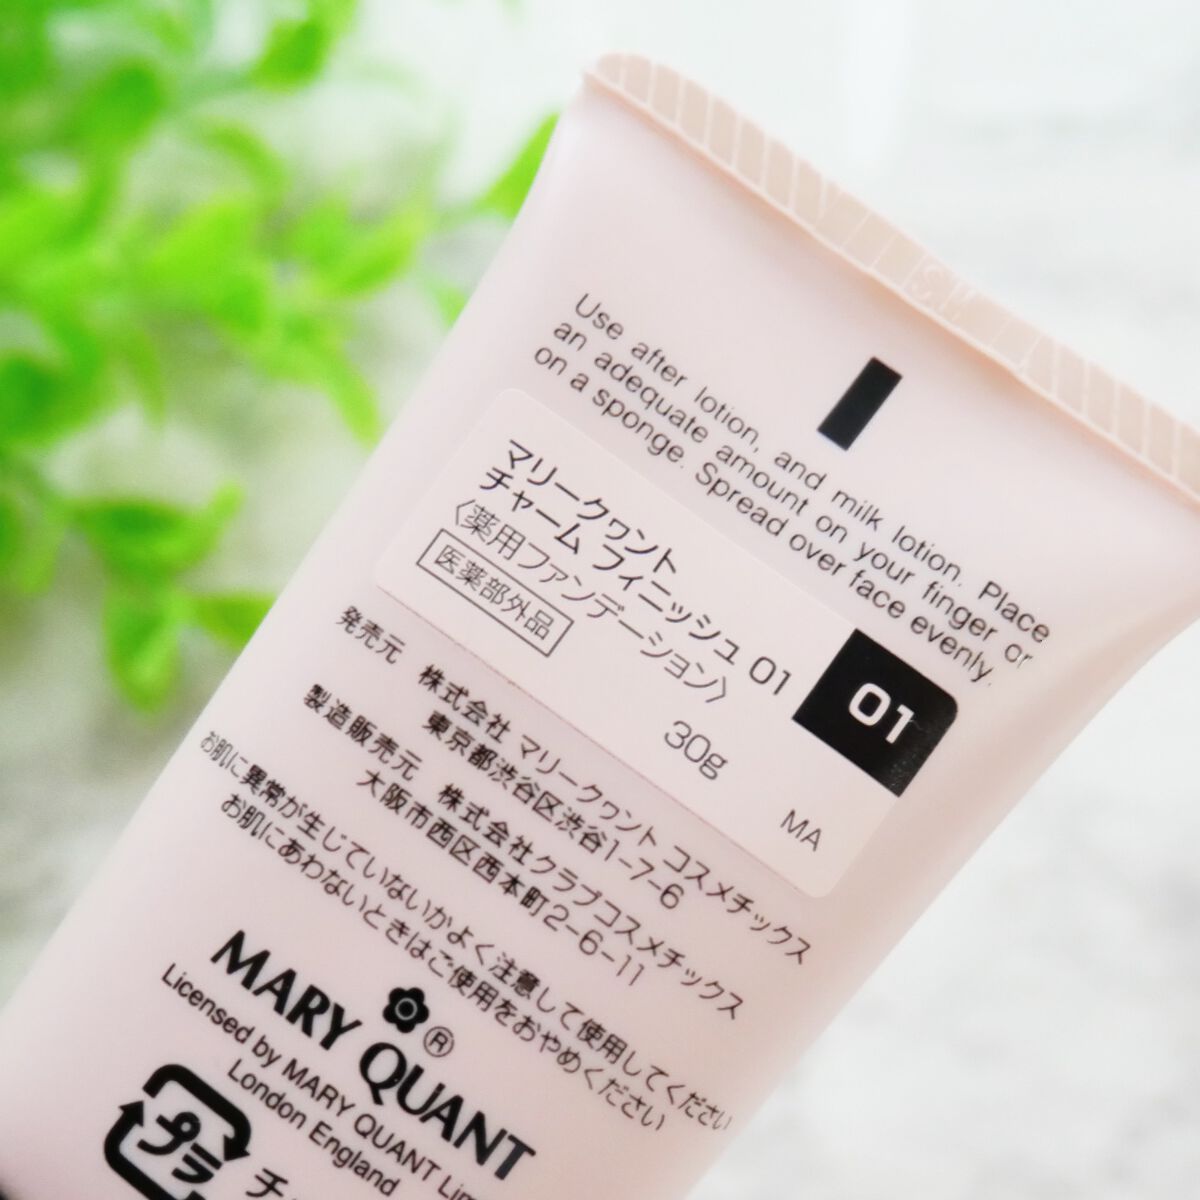 Use after lotion, and milk lotion. Place
an adequate amount on your finger or
on a sponge. Spread over face evenly.
マリークヮント
チャーム フィニッシュ 01
〈薬用ファンデーション〉
医薬部外品
30g
01
MA
発売元 株式会社 マリークヮント コスメチックス
東京都渋谷区渋谷1-7-6
製造販売元 株式会社クラブコスメチックス
大阪市西区西本町2-6-11
お肌に異常が生じていないかよく注意して使用してください
お肌にあわないときはご使用をおやめください
MARY QUANT
®
Licensed by MARY QUANT
London England
プラ